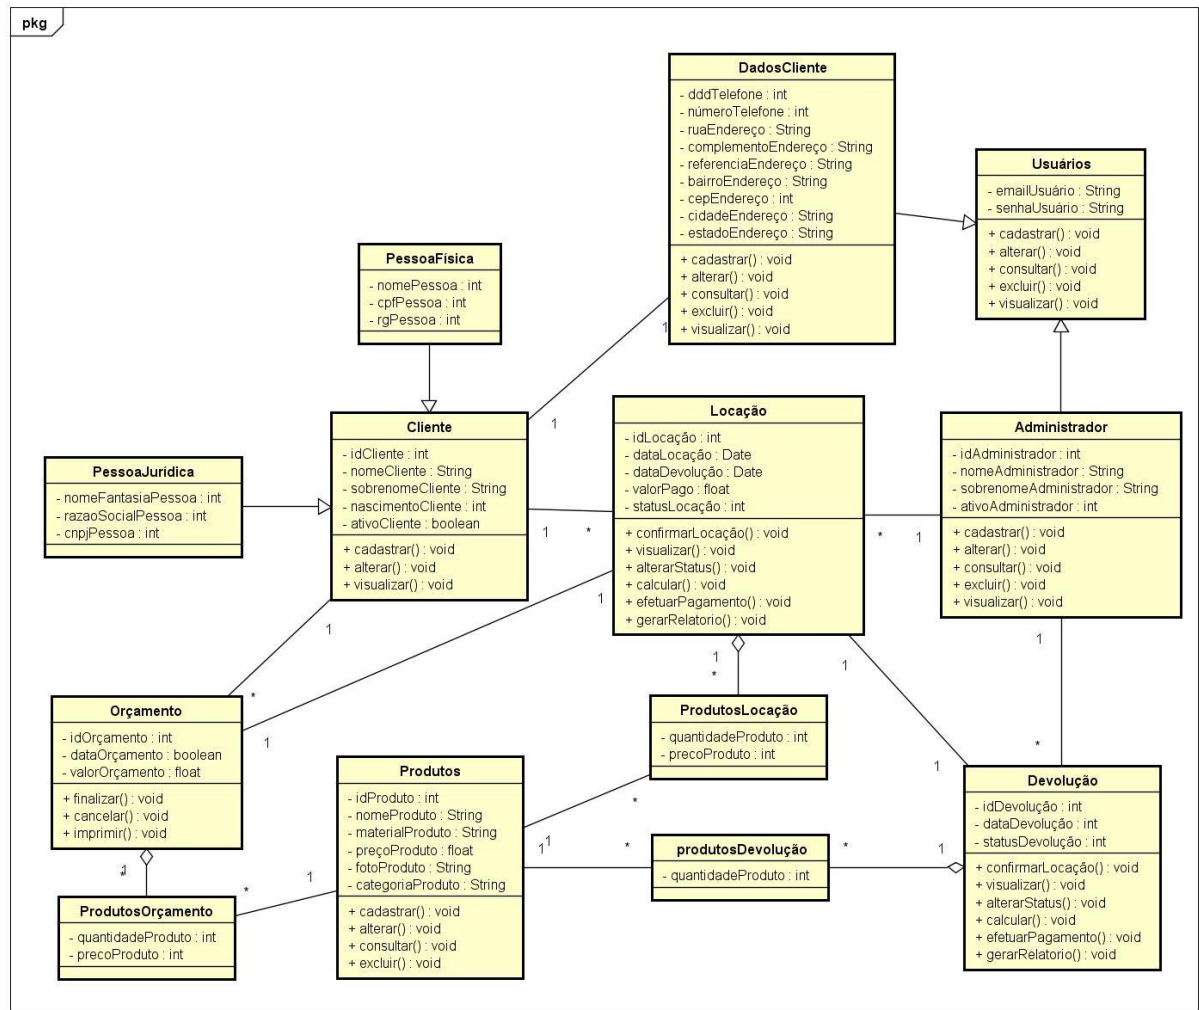 pkg
DadosCliente
- dddTelefone : int
- númeroTelefone : int
- ruaEndereço : String
- complementoEndereço : String
- referenciaEndereço : String
- bairroEndereço : String
- cepEndereço : int
- cidadeEndereço : String
- estadoEndereço : String
+ cadastrar() : void
+ alterar() : void
+ consultar() : void
+ excluir() : void
+ visualizar() : void
1
Usuários
- emailUsuário : String
- senhaUsuário : String
+ cadastrar() : void
+ alterar() : void
+ consultar() : void
+ excluir() : void
+ visualizar() : void
PessoaFísica
- nomePessoa : int
- cpfPessoa : int
- rgPessoa : int
1
Cliente
- idCliente : int
- nomeCliente : String
- sobrenomeCliente : String
- nascimentoCliente : int
- ativoCliente : boolean
+ cadastrar() : void
+ alterar() : void
+ visualizar() : void
1
*
1
Locação
- idLocação : int
- dataLocação : Date
- dataDevolução : Date
- valorPago : float
- statusLocação : int
+ confirmarLocação() : void
+ visualizar() : void
+ alterarStatus() : void
+ calcular() : void
+ efetuarPagamento() : void
+ gerarRelatorio() : void
*
1
Administrador
- idAdministrador : int
- nomeAdministrador : String
- sobrenomeAdministrador : String
- ativoAdministrador : int
+ cadastrar() : void
+ alterar() : void
+ consultar() : void
+ excluir() : void
+ visualizar() : void
PessoaJurídica
- nomeFantasiaPessoa : int
- razaoSocialPessoa : int
- cnpjPessoa : int
1
1
*
1
1
*
1
Orçamento
- idOrçamento : int
- dataOrçamento : boolean
- valorOrçamento : float
+ finalizar() : void
+ cancelar() : void
+ imprimir() : void
1
*
ProdutosLocação
- quantidadeProduto : int
- precoProduto : int
*
1
1
*
Produtos
- idProduto : int
- nomeProduto : String
- materialProduto : String
- preçoProduto : float
- fotoProduto : String
- categoriaProduto : String
+ cadastrar() : void
+ alterar() : void
+ consultar() : void
+ excluir() : void
1
1
*
produtosDevolução
- quantidadeProduto : int
*
1
Devolução
- idDevolução : int
- dataDevolução : int
- statusDevolução : int
+ confirmarLocação() : void
+ visualizar() : void
+ alterarStatus() : void
+ calcular() : void
+ efetuarPagamento() : void
+ gerarRelatorio() : void
ProdutosOrçamento
- quantidadeProduto : int
- precoProduto : int
*
1